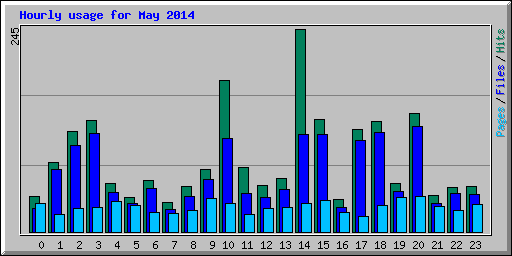 Hourly usage for May 2014
245
Pages/Files/Hits
0 1 2 3 4 5 6 7 8 9 10 11 12 13 14 15 16 17 18 19 20 21 22 23